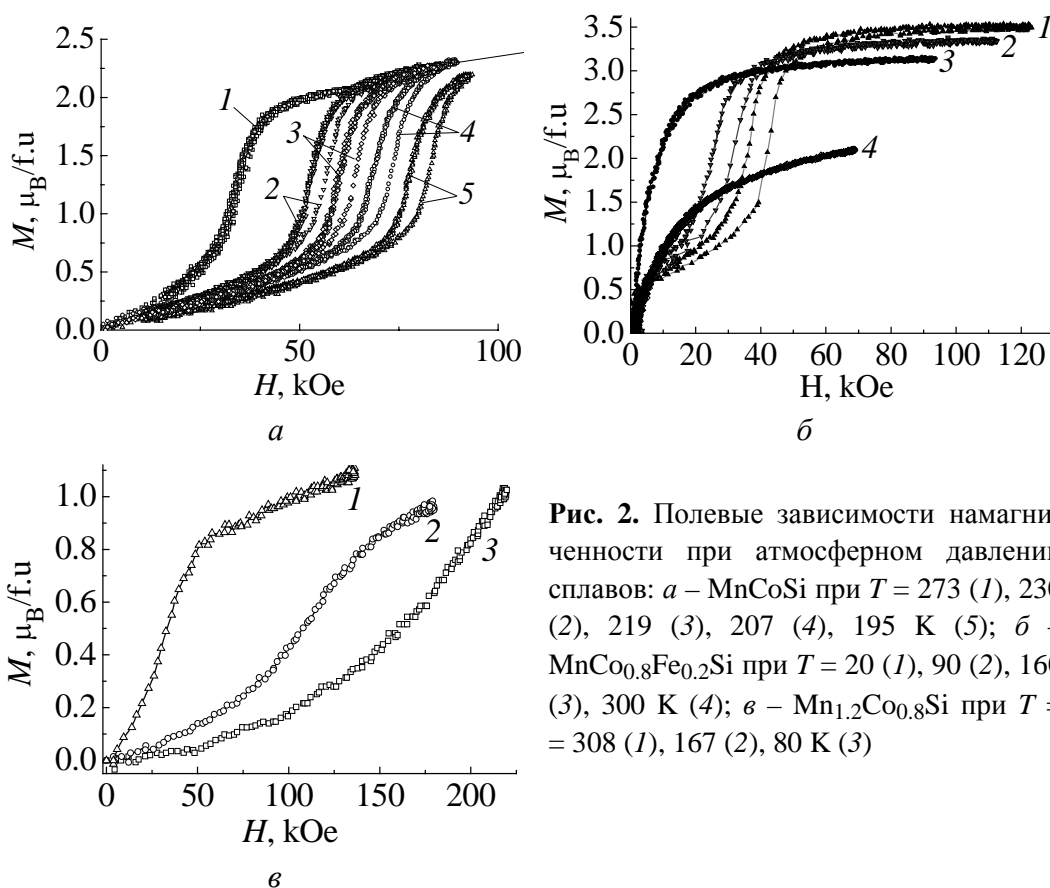 2.5
2.0
1.5
1.0
0.5
0.0
M, μB/f.u
0
50
100
H, kOe
1
2
3
4
5
а
3.5
3.0
2.5
2.0
1.5
1.0
0.5
0.0
M, μB/f.u
0
20
40
60
80
100
120
H, kOe
1
2
3
4
б
1.0
0.8
0.6
0.4
0.2
0.0
M, μB/f.u
0
50
100
150
200
H, kOe
1
2
3
в
Рис. 2. Полевые зависимости намагни-
ченности при атмосферном давлении
сплавов: а – MnCoSi при T = 273 (1), 230
(2), 219 (3), 207 (4), 195 K (5); б –
MnCo0.8Fe0.2Si при T = 20 (1), 90 (2), 160
(3), 300 K (4); в – Mn1.2Co0.8Si при T =
= 308 (1), 167 (2), 80 K (3)